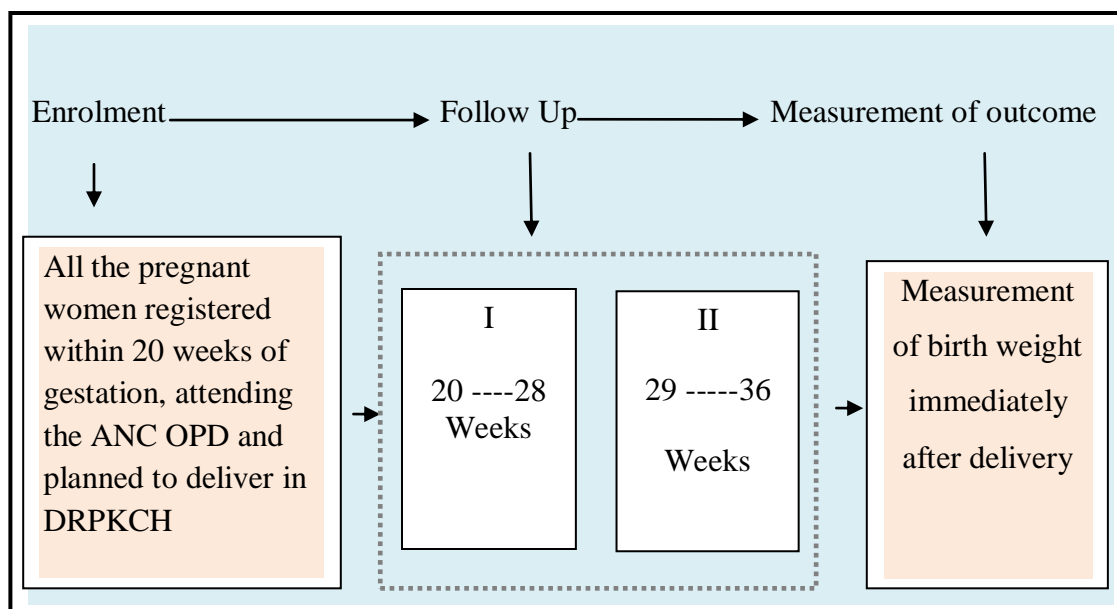 Enrolment Follow Up Measurement of outcome
All the pregnant
women registered
within 20 weeks of
gestation, attending
the ANC OPD and
planned to deliver in
DRPKCH
I
20 ----28
Weeks
II
29 -----36
Weeks
Measurement
of birth weight
immediately
after delivery